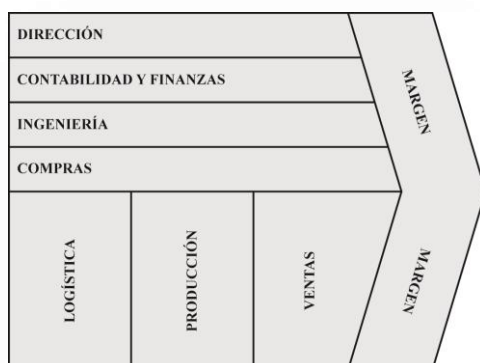 DIRECCIÓN
CONTABILIDAD Y FINANZAS
INGENIERÍA
COMPRAS
LOGÍSTICA
PRODUCCIÓN
VENTAS
MARGEN
MARGEN